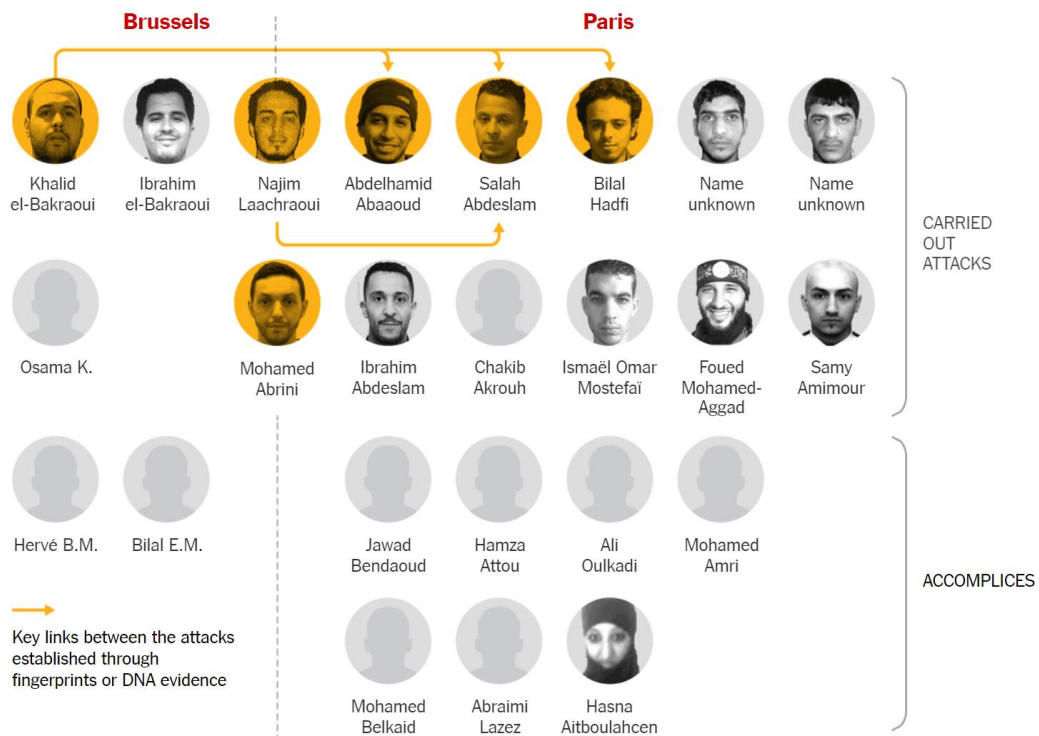 Brussels
Paris
Khalid
el-Bakraoui
Ibrahim
el-Bakraoui
Najim
Laachraoui
Abdelhamid
Abaaoud
Salah
Abdeslam
Bilal
Hadfi
Name
unknown
Name
unknown
CARRIED
OUT
ATTACKS
Osama K.
Mohamed
Abrini
Ibrahim
Abdeslam
Chakib
Akrouh
Ismaël Omar
Mostefaï
Foued
Mohamed-
Aggad
Samy
Amimour
Hervé B.M.
Bilal E.M.
Jawad
Bendaoud
Hamza
Attou
Ali
Oulkadi
Mohamed
Amri
ACCOMPLICES
Key links between the attacks
established through
fingerprints or DNA evidence
Mohamed
Belkaid
Abraimi
Lazez
Hasna
Aitboulahcen